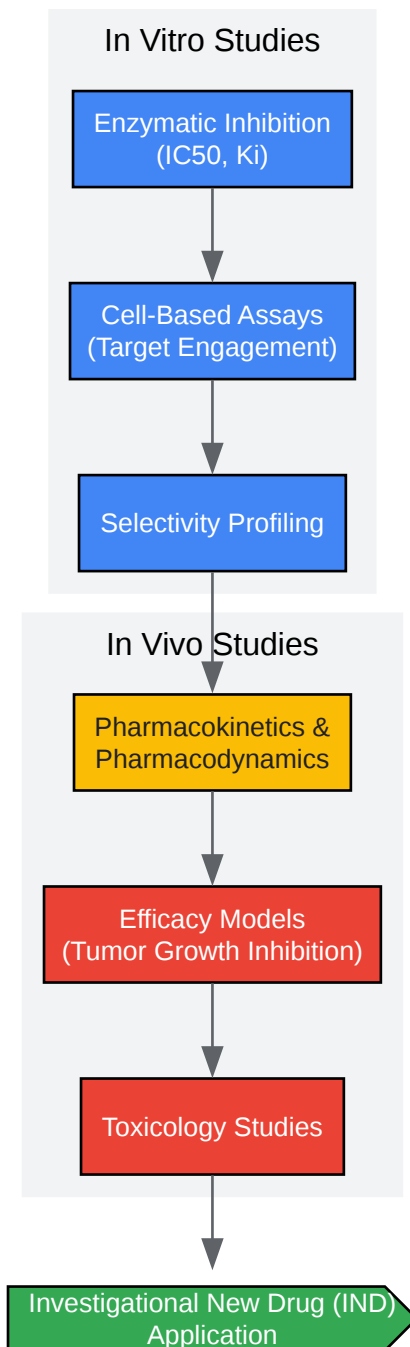 In Vitro Studies
Enzymatic Inhibition
(IC50, Ki)
Cell-Based Assays
(Target Engagement)
Selectivity Profiling
In Vivo Studies
Pharmacokinetics &
Pharmacodynamics
Efficacy Models
(Tumor Growth Inhibition)
Toxicology Studies
Investigational New Drug (IND)
Application